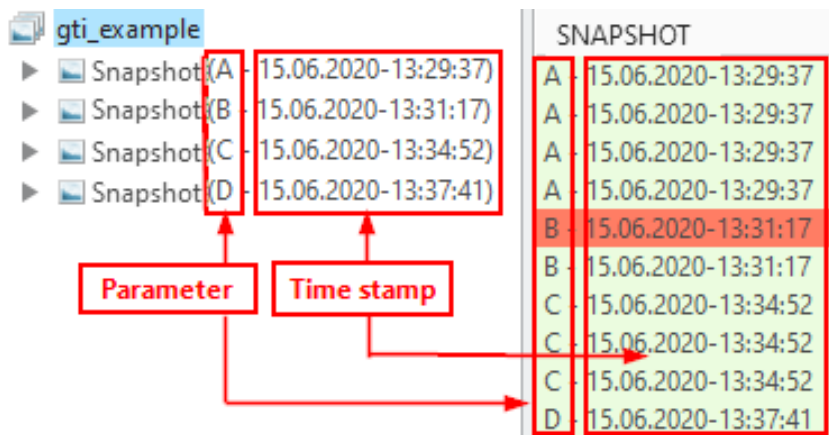 gti_example
Snapshot (A - 15.06.2020-13:29:37)
Snapshot (B - 15.06.2020-13:31:17)
Snapshot (C - 15.06.2020-13:34:52)
Snapshot (D - 15.06.2020-13:37:41)
Parameter
Time stamp
SNAPSHOT
A - 15.06.2020-13:29:37
A - 15.06.2020-13:29:37
A - 15.06.2020-13:29:37
A - 15.06.2020-13:29:37
B - 15.06.2020-13:31:17
B - 15.06.2020-13:31:17
C - 15.06.2020-13:34:52
C - 15.06.2020-13:34:52
C - 15.06.2020-13:34:52
D - 15.06.2020-13:37:41